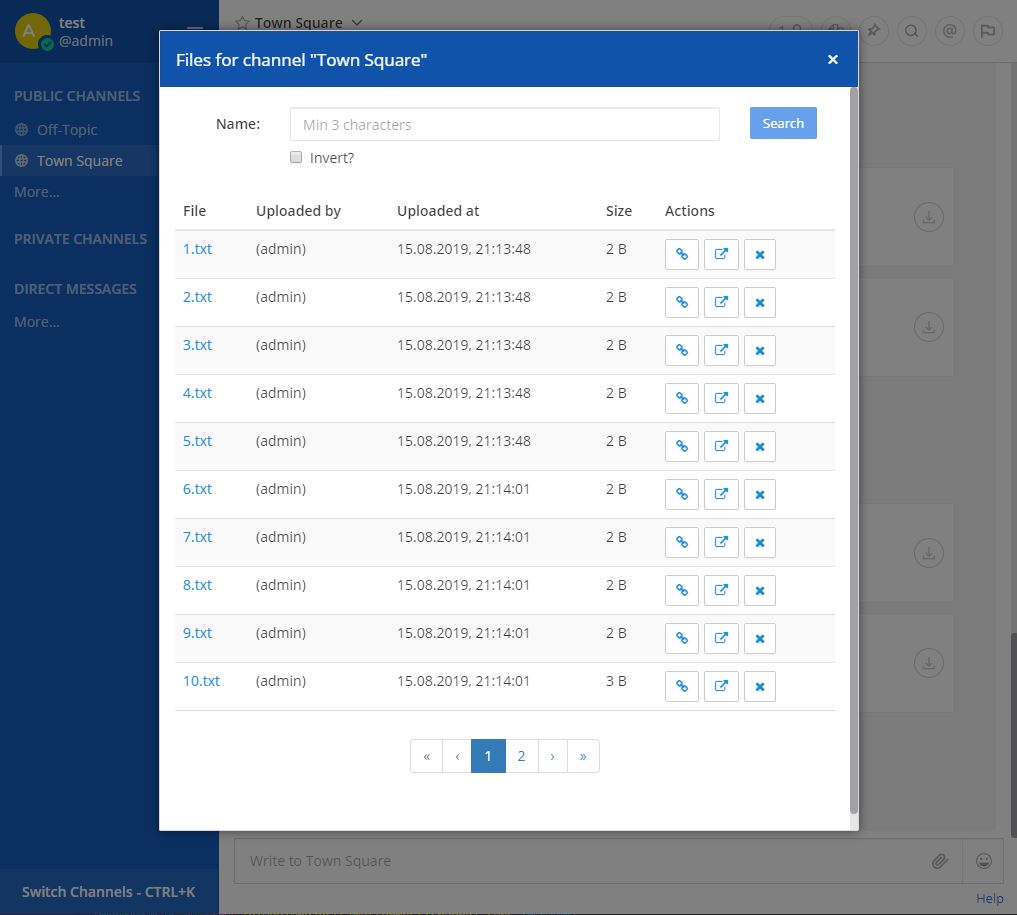 A
test
@admin
PUBLIC CHANNELS
Off-Topic
Town Square
More...
PRIVATE CHANNELS
DIRECT MESSAGES
More...
Switch Channels - CTRL+K
Town Square
@
Files for channel "Town Square"
×
Name: Min 3 characters Search
Invert?
File Uploaded by Uploaded at Size Actions
1.txt (admin) 15.08.2019, 21:13:48 2 B
2.txt (admin) 15.08.2019, 21:13:48 2 B
3.txt (admin) 15.08.2019, 21:13:48 2 B
4.txt (admin) 15.08.2019, 21:13:48 2 B
5.txt (admin) 15.08.2019, 21:13:48 2 B
6.txt (admin) 15.08.2019, 21:14:01 2 B
7.txt (admin) 15.08.2019, 21:14:01 2 B
8.txt (admin) 15.08.2019, 21:14:01 2 B
9.txt (admin) 15.08.2019, 21:14:01 2 B
10.txt (admin) 15.08.2019, 21:14:01 3 B
« ‹ 1 2 › »
Write to Town Square
Help